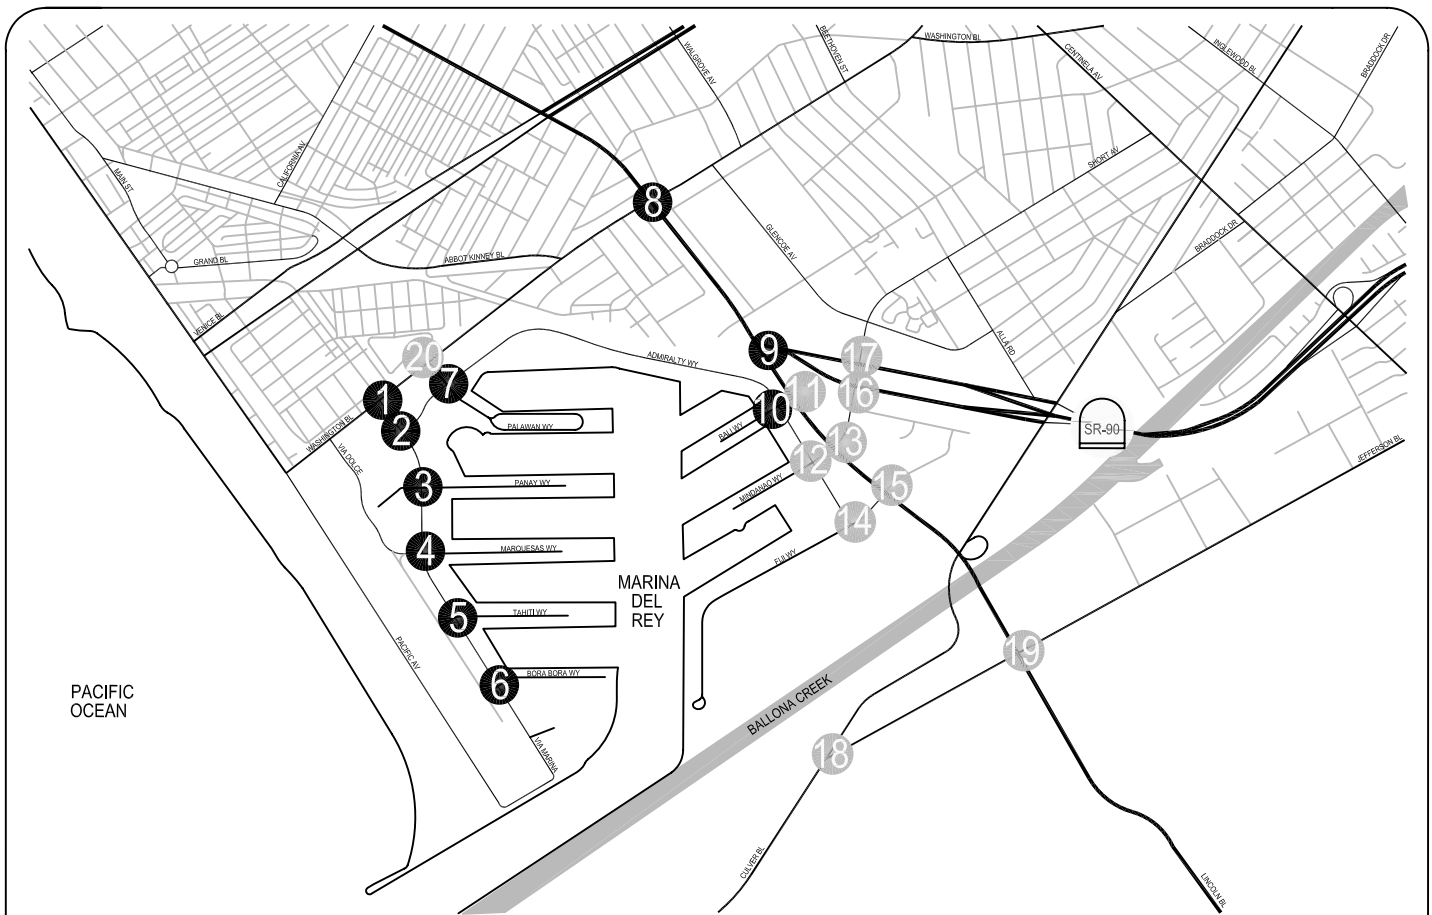 WALGROVE AV
BEETHOVEN ST
WASHINGTON BL
CENTINELA AV
INGLEWOOD BL
BRADDOCK DR
CALIFORNIA AV
MAIN ST
SHORT AV
8
GLENCOE AV
BRADDOCK DR
GRAND BL
ABBOT KINNEY BL
VENICE BL
ALLA RD
20
ADMIRALTY WY
9
17
7
11
16
1
10
2
PALAWAN WY
BALI WY
SR-90
WASHINGTON BL
VIA DOLCE
13
12
JEFFERSON BL
3
PANAY WY
MINDANAO WY
15
14
4
MARQUESAS WY
FIJI WY
MARINA
DEL
REY
5
TAHITI WY
PACIFIC AV
19
6
BORA BORA WY
PACIFIC
OCEAN
BALLONA CREEK
VIA MARINA
18
CULVER BL
LINCOLN BL